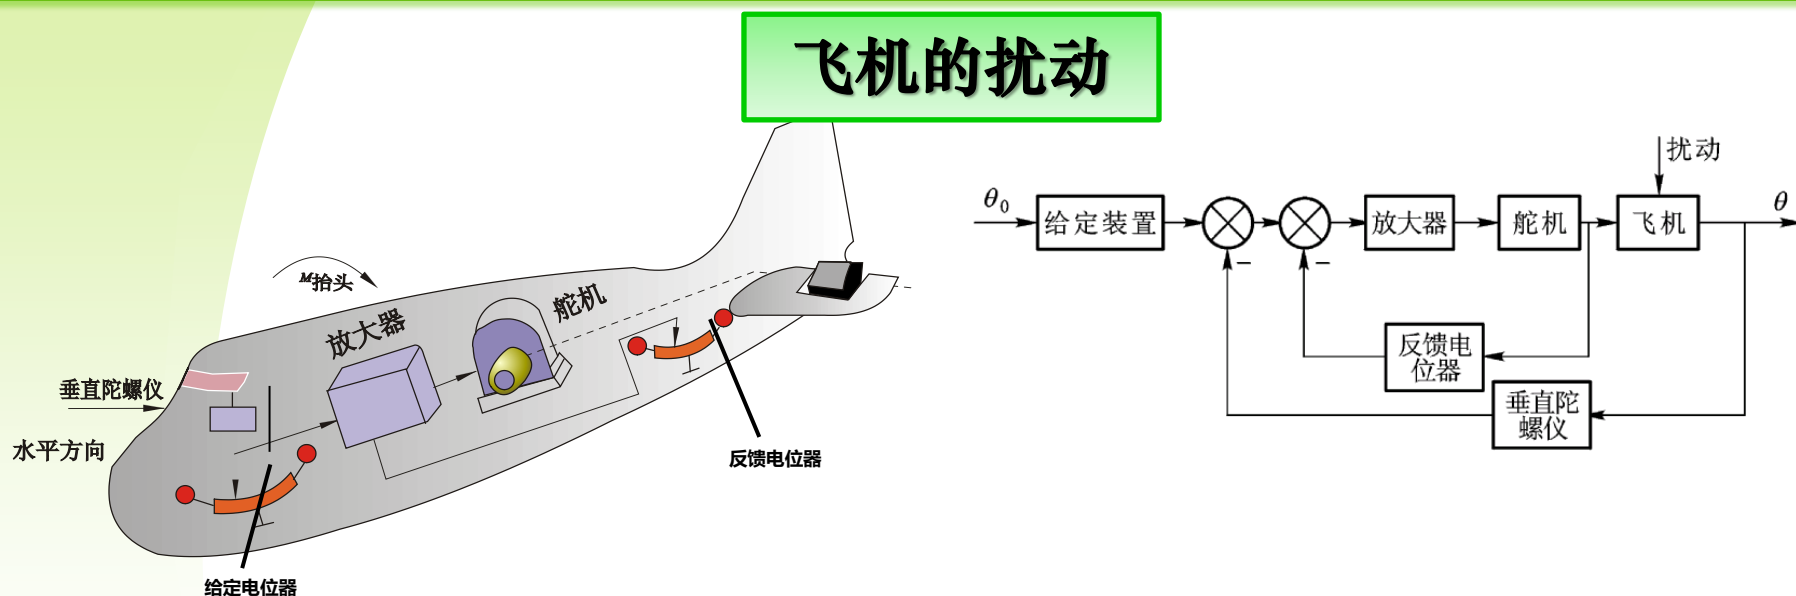 飞机的扰动
M抬头
放大器
舵机
垂直陀螺仪
水平方向
反馈电位器
给定电位器
扰动
θ0
给定装置
放大器
舵机
飞机
θ
−
−
反馈电
位器
垂直陀
螺仪